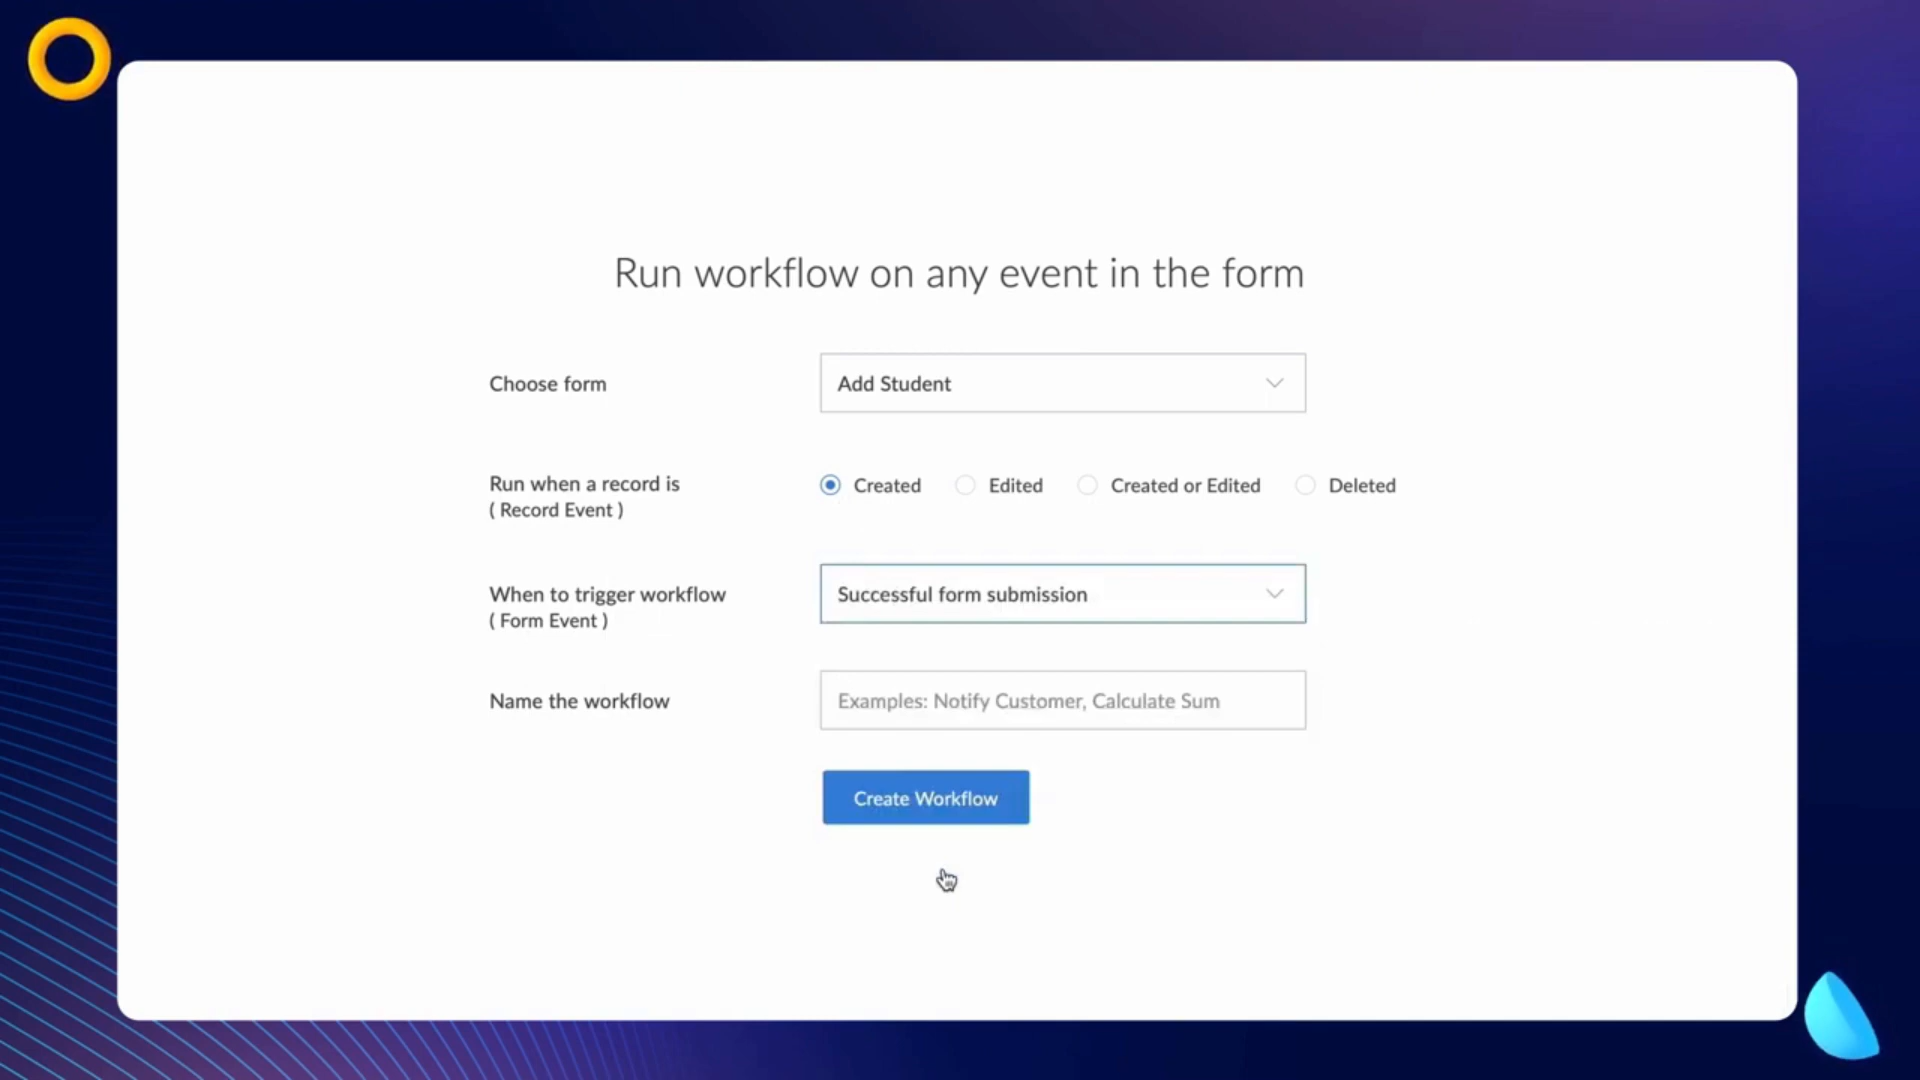 Run workflow on any event in the form
Choose form
Add Student
Run when a record is
( Record Event )
Created
Edited
Created or Edited
Deleted
When to trigger workflow
( Form Event )
Successful form submission
Name the workflow
Examples: Notify Customer, Calculate Sum
Create Workflow